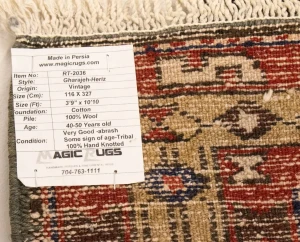 Made in Persia
www.magicrugs.com
Item No: RT-2038
Style: Gharajeh-Heriz
Origin: Vintage
Size (Cm): 116 X 327
Size (Ft): 3'9" x 10'10
Foundation: Cotton
Pile: 100% Wool
Age: 40-50 Years old
Condition: Very Good -abrash
Some sign of age-Tribal
100% Hand Knotted
MAGIC RUGS
704-763-1111